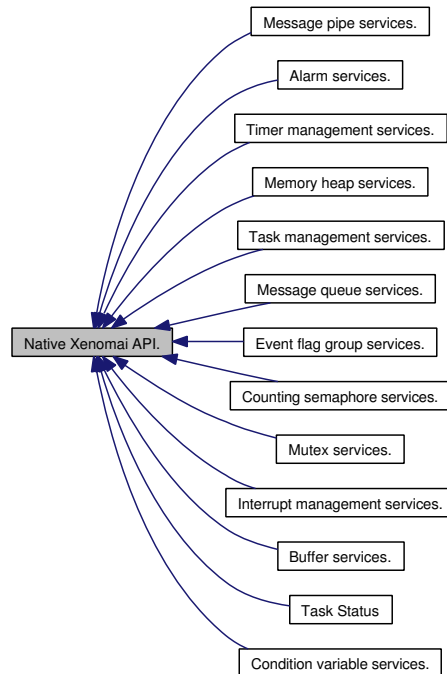 Message pipe services.
Alarm services.
Timer management services.
Memory heap services.
Task management services.
Message queue services.
Native Xenomai API.
Event flag group services.
Counting semaphore services.
Mutex services.
Interrupt management services.
Buffer services.
Task Status
Condition variable services.